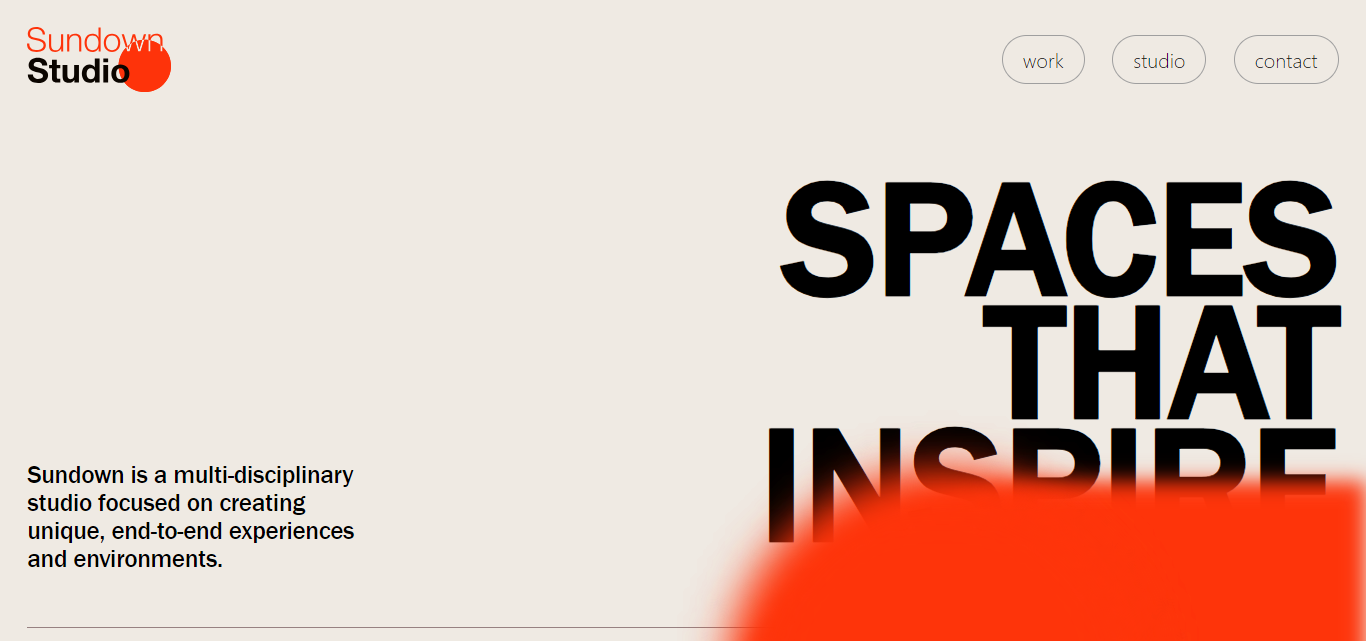 Sundown
Studio
work
studio
contact
SPACES
THAT
INSPIRE
Sundown is a multi-disciplinary
studio focused on creating
unique, end-to-end experiences
and environments.